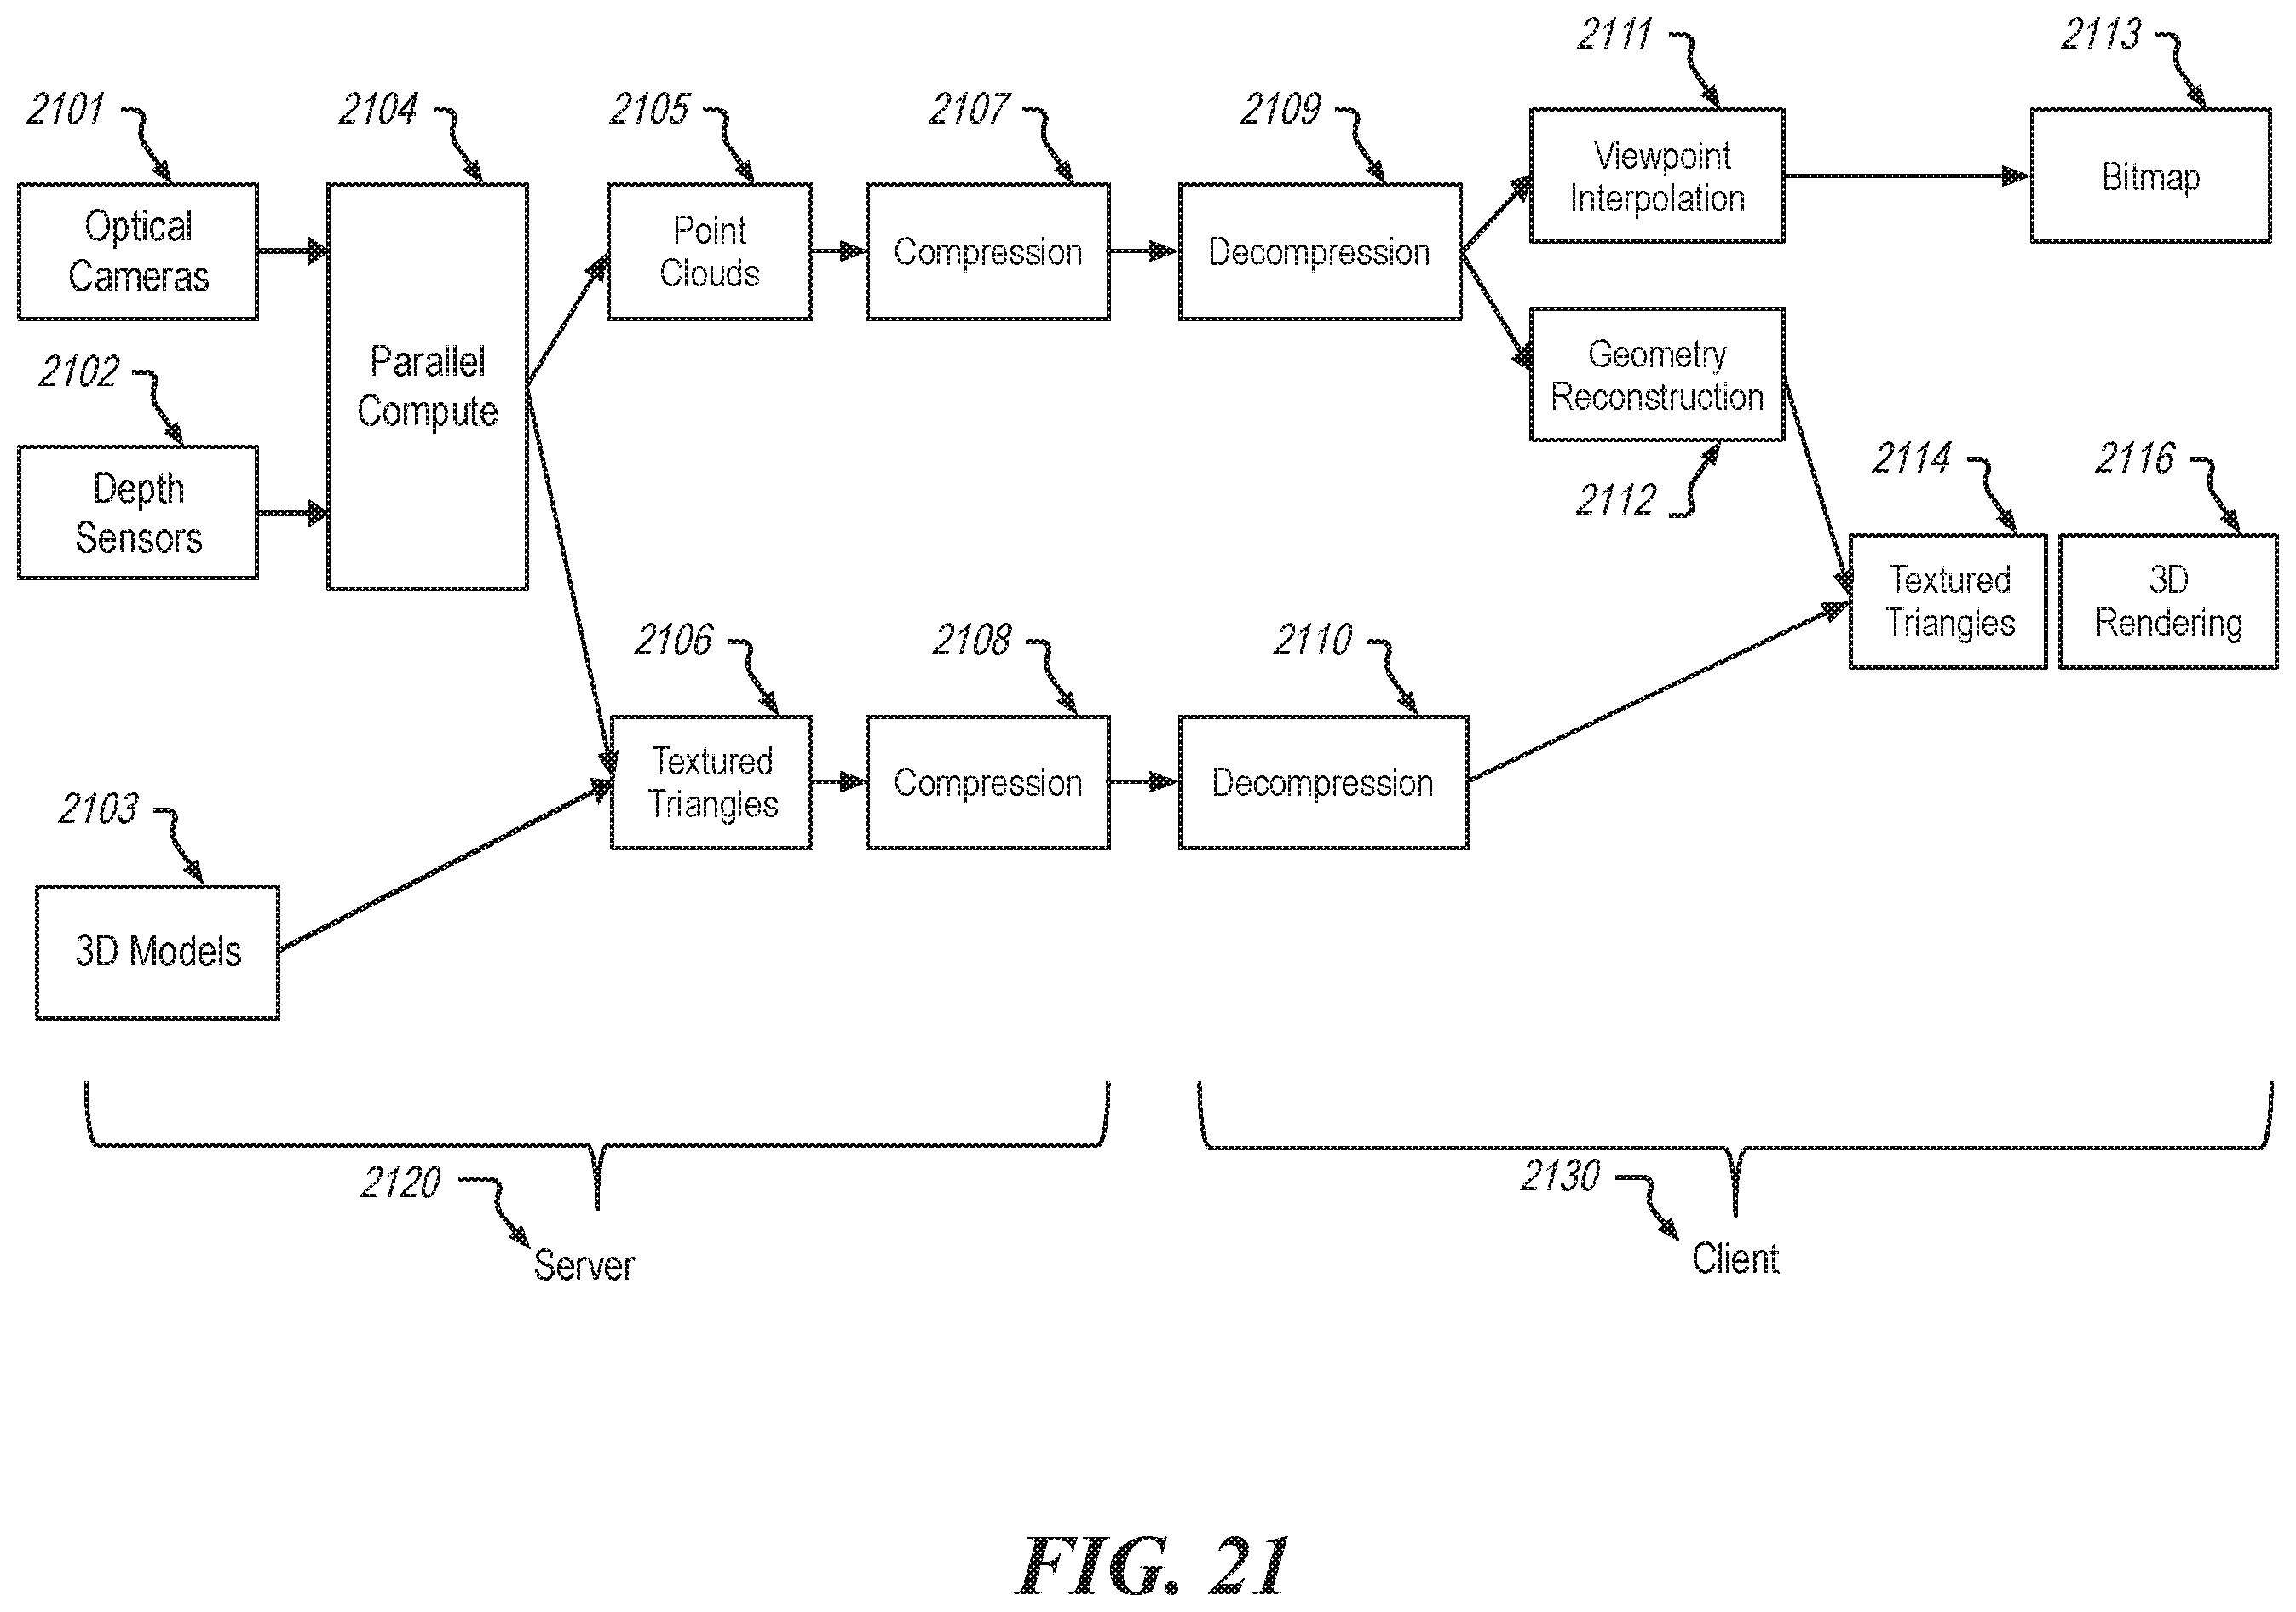 2111
2113
2101
2104
2105
2107
2109
Viewpoint
Interpolation
Bitmap
Optical
Cameras
Point
Clouds
Compression
Decompression
Parallel
Compute
Geometry
Reconstruction
2102
2112
2114
2116
Depth
Sensors
Textured
Triangles
3D
Rendering
2106
2108
2110
Textured
Triangles
Compression
Decompression
2103
3D Models
2120
Server
2130
Client
FIG. 21